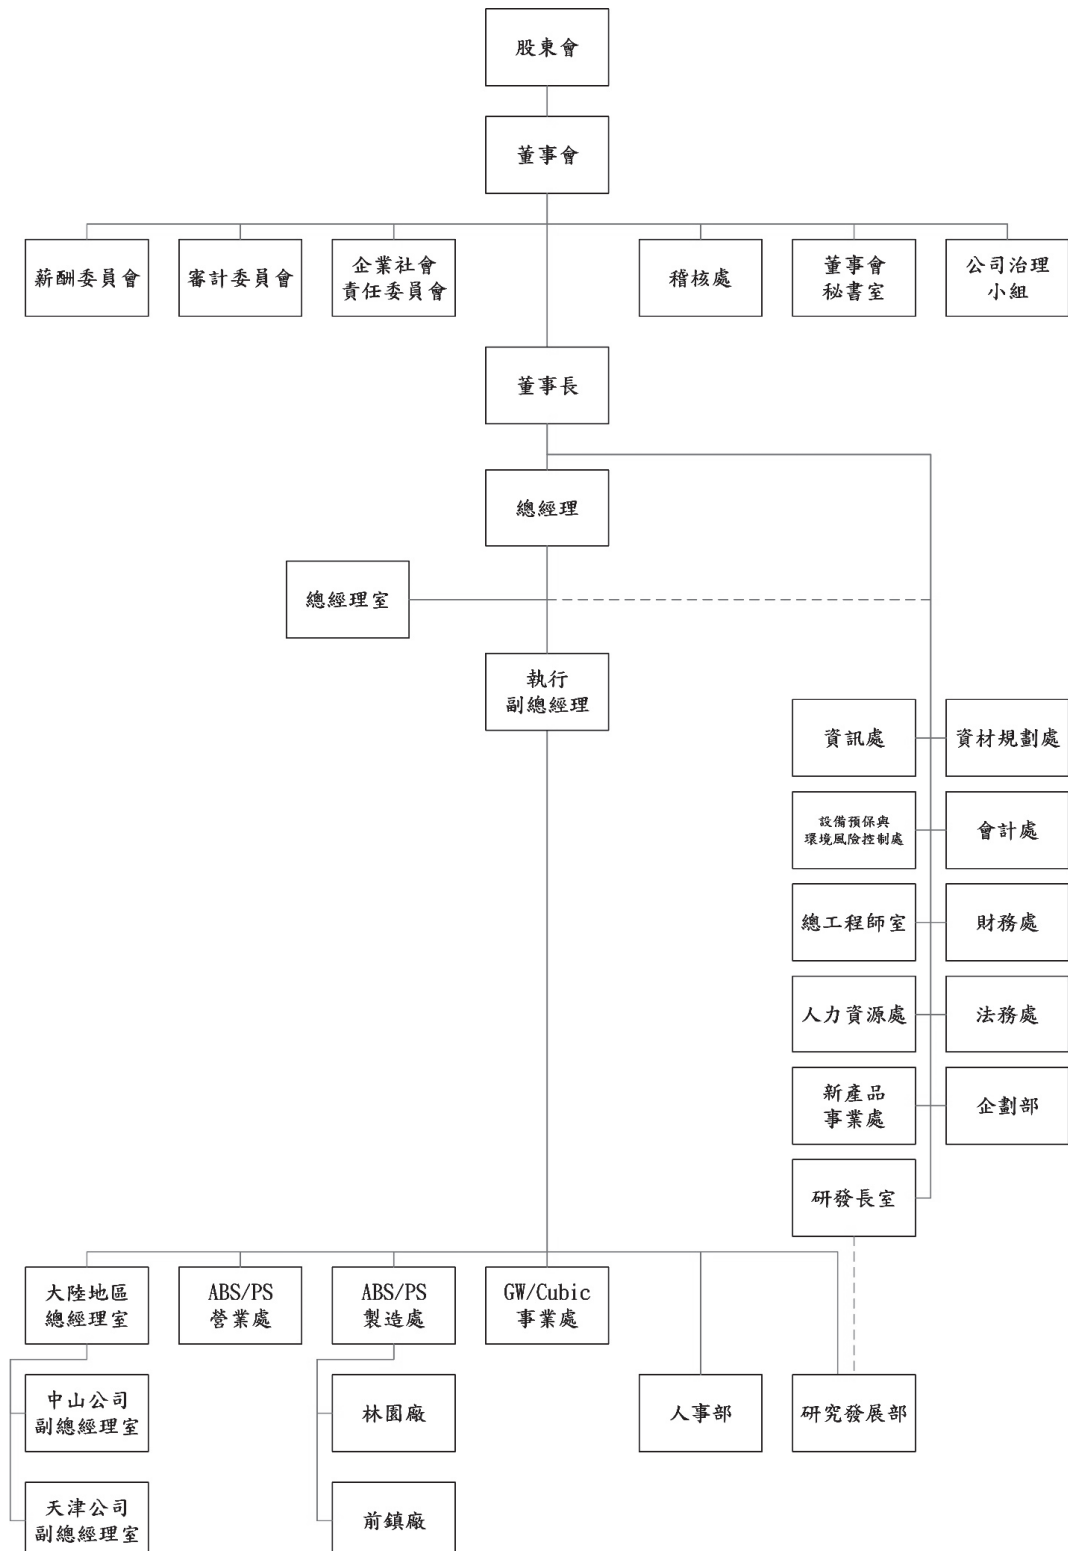 股東會
董事會
薪酬委員會
審計委員會
企業社會
責任委員會
稽核處
董事會
秘書室
公司治理
小組
董事長
總經理
總經理室
執行
副總經理
資訊處
資材規劃處
設備預保與
環境風險控制處
會計處
總工程師室
財務處
人力資源處
法務處
新產品
事業處
企劃部
研發長室
大陸地區
總經理室
ABS/PS
營業處
ABS/PS
製造處
GW/Cubic
事業處
中山公司
副總經理室
林園廠
人事部
研究發展部
天津公司
副總經理室
前鎮廠